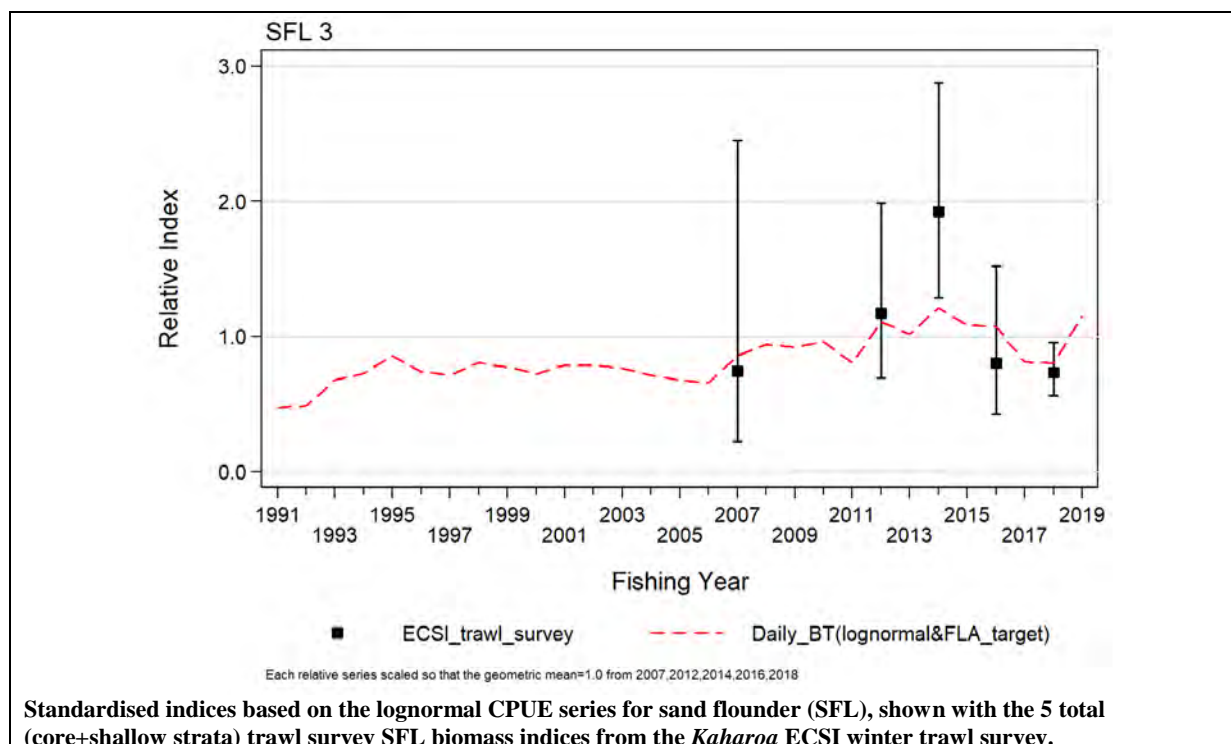 SFL 3
3.0
2.0
1.0
0.0
Relative Index
1991 1995 1999 2003 2007 2011 2015 2019
1993 1997 2001 2005 2009 2013 2017
Fishing Year
ECSI_trawl_survey Daily_BT(lognormal&FLA_target)
Each relative series scaled so that the geometric mean=1.0 from 2007,2012,2014,2016,2018
Standardised indices based on the lognormal CPUE series for sand flounder (SFL), shown with the 5 total
(core+shallow strata) trawl survey SFL biomass indices from the Kaharoa ECSI winter trawl survey.